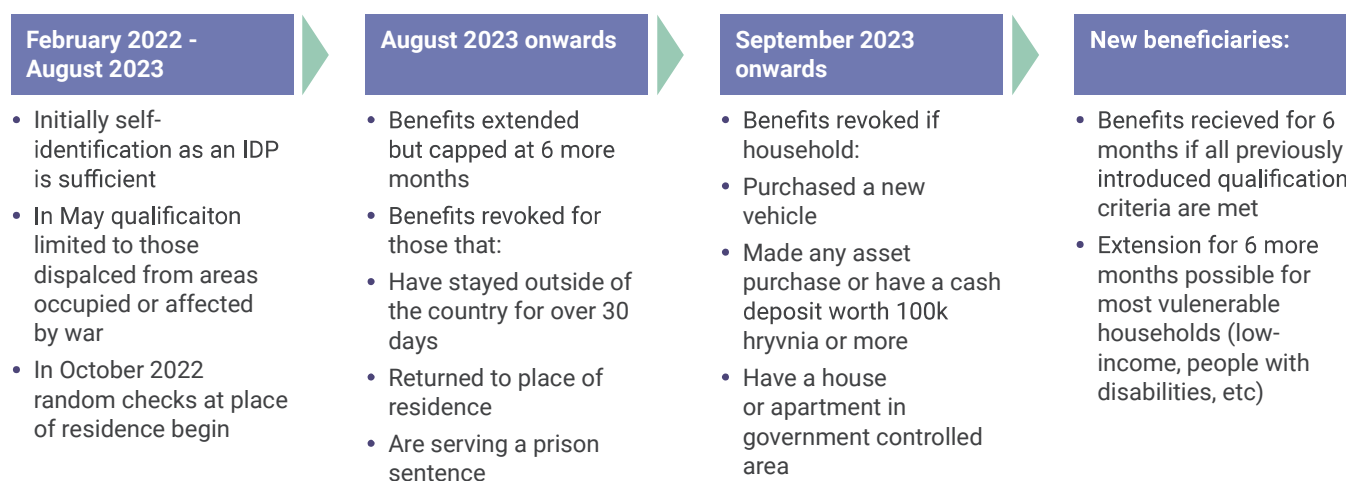 February 2022 -
August 2023
• Initially self-
identification as an IDP
is sufficient
• In May qualificaiton
limited to those
dispalced from areas
occupied or affected
by war
• In October 2022
random checks at place
of residence begin
August 2023 onwards
• Benefits extended
but capped at 6 more
months
• Benefits revoked for
those that:
• Have stayed outside of
the country for over 30
days
• Returned to place of
residence
• Are serving a prison
sentence
September 2023
onwards
• Benefits revoked if
household:
• Purchased a new
vehicle
• Made any asset
purchase or have a cash
deposit worth 100k
hryvnia or more
• Have a house
or apartment in
government controlled
area
New beneficiaries:
• Benefits recieved for 6
months if all previously
introduced qualification
criteria are met
• Extension for 6 more
months possible for
most vulenerable
households (low-
income, people with
disabilities, etc)